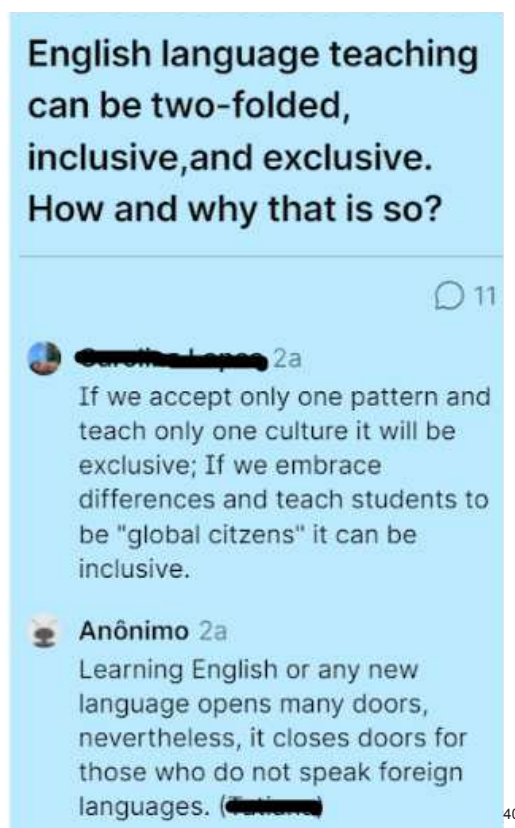 English language teaching
can be two-folded,
inclusive,and exclusive.
How and why that is so?
11
2a
If we accept only one pattern and
teach only one culture it will be
exclusive; If we embrace
differences and teach students to
be "global citzens" it can be
inclusive.
Anônimo 2a
Learning English or any new
language opens many doors,
nevertheless, it closes doors for
those who do not speak foreign
languages. (
40